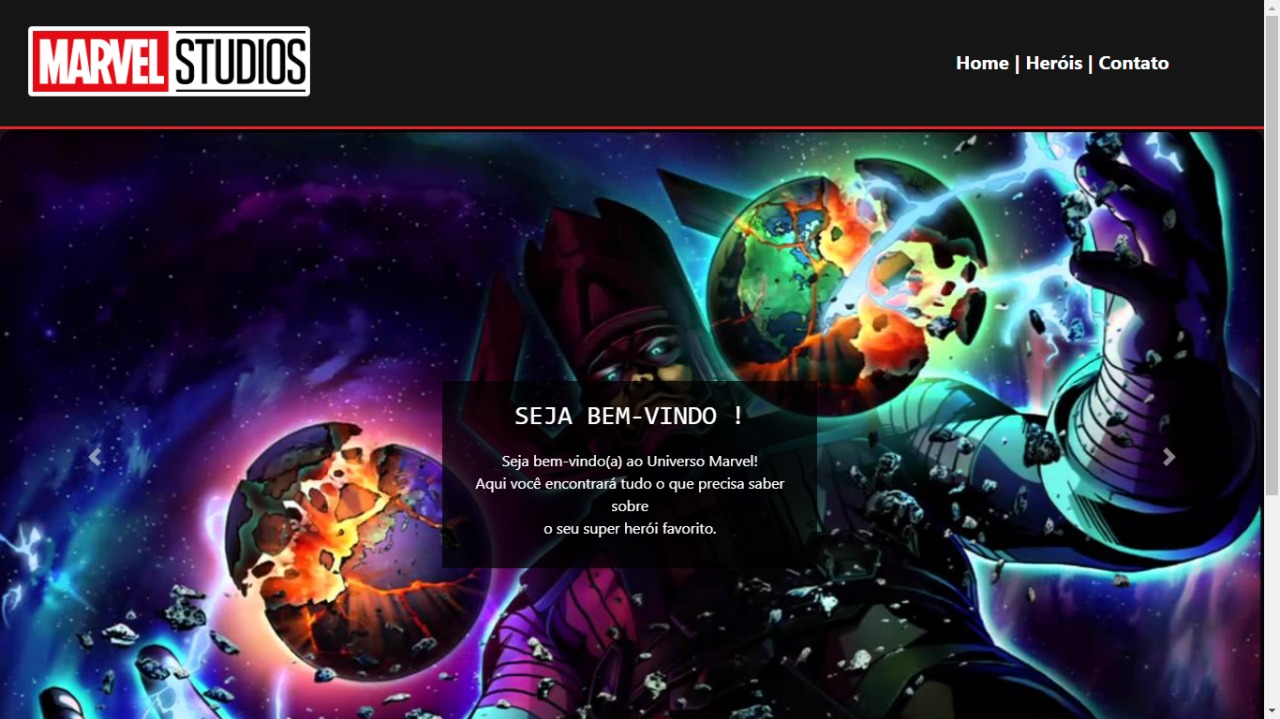 MARVEL STUDIOS
Home | Heróis | Contato
SEJA BEM-VINDO !
Seja bem-vindo(a) ao Universo Marvel!
Aqui você encontrará tudo o que precisa saber
sobre
o seu super herói favorito.